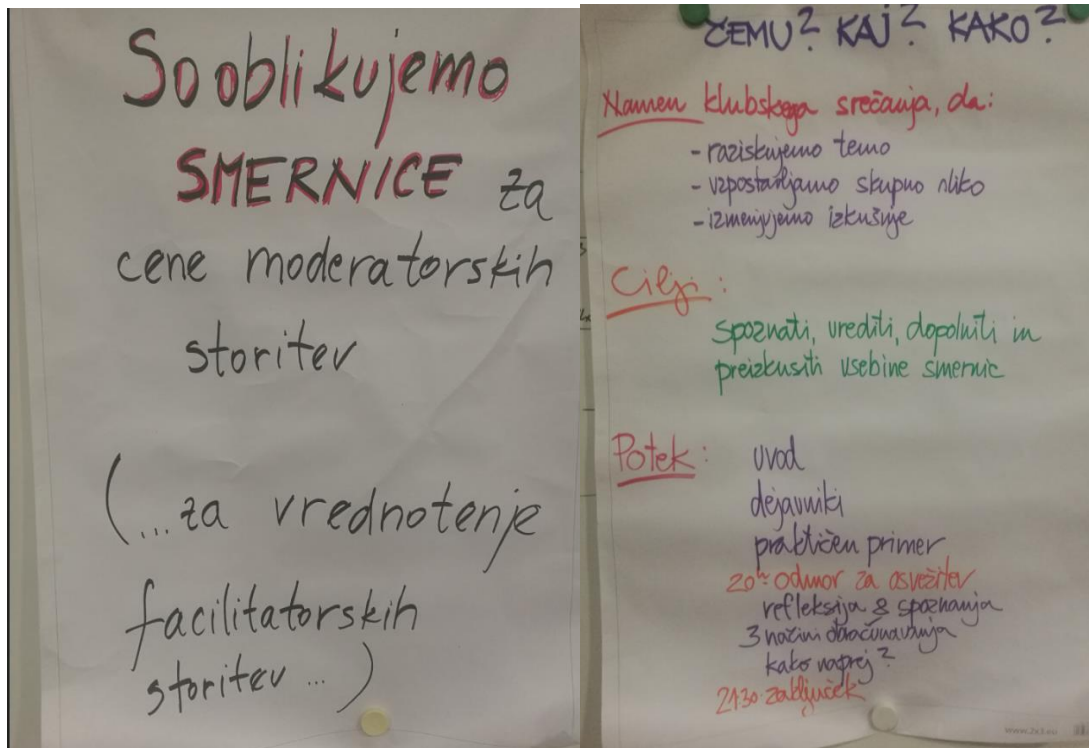 Sooblikujemo
SMERNICE za
cene moderatorskih
storitev
(...za vrednotenje
facilitatorskih
storitev ...)
ČEMU? KAJ? KAKO?
Namen klubskega srečanja, da:
- raziskujemo temo
- vzpostavljamo skupno sliko
- izmenjujemo izkušnje
Cilji:
spoznati, urediti, dopolniti in
preizkusiti vsebine smernic
Potek:
uvod
dejavniki
praktičen primer
20h odmor za osvežitev
refleksija & spoznanja
3 načini obračunavanja
kako naprej?
21:30 zaključek